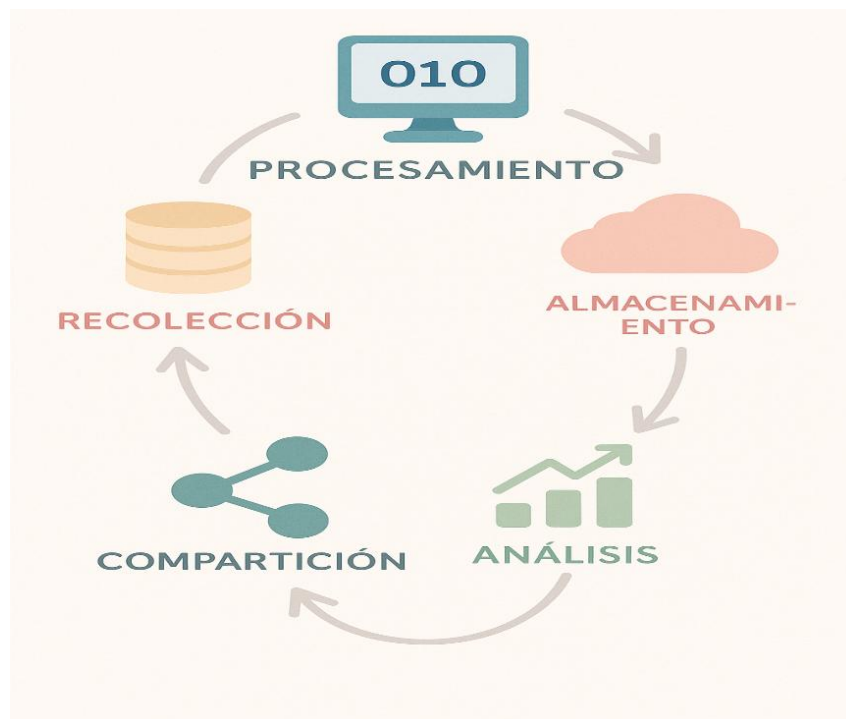 010
PROCESAMIENTO
RECOLECCIÓN
ALMACENAMI-
ENTO
COMPARTICIÓN
ANÁLISIS